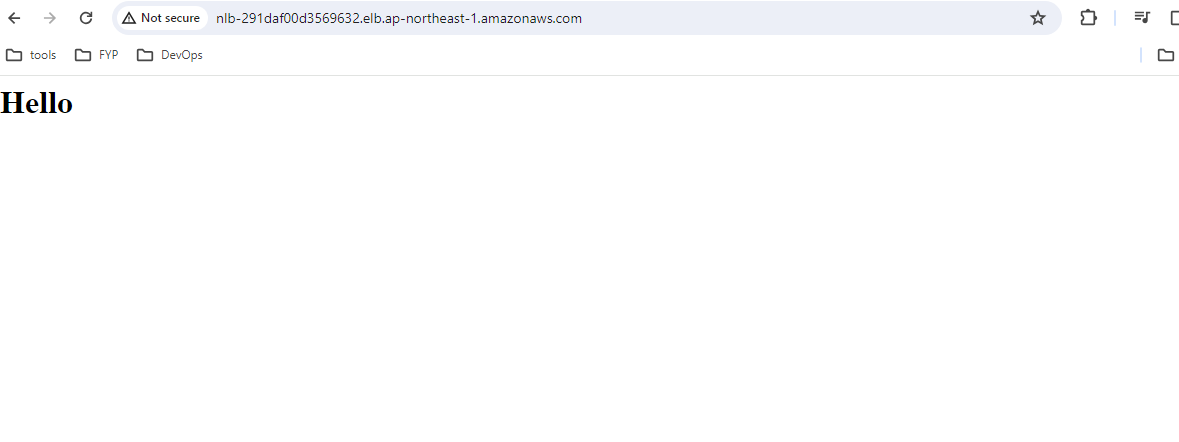 Not secure nlb-291daf00d3569632.elb.ap-northeast-1.amazonaws.com
tools FYP DevOps
Hello